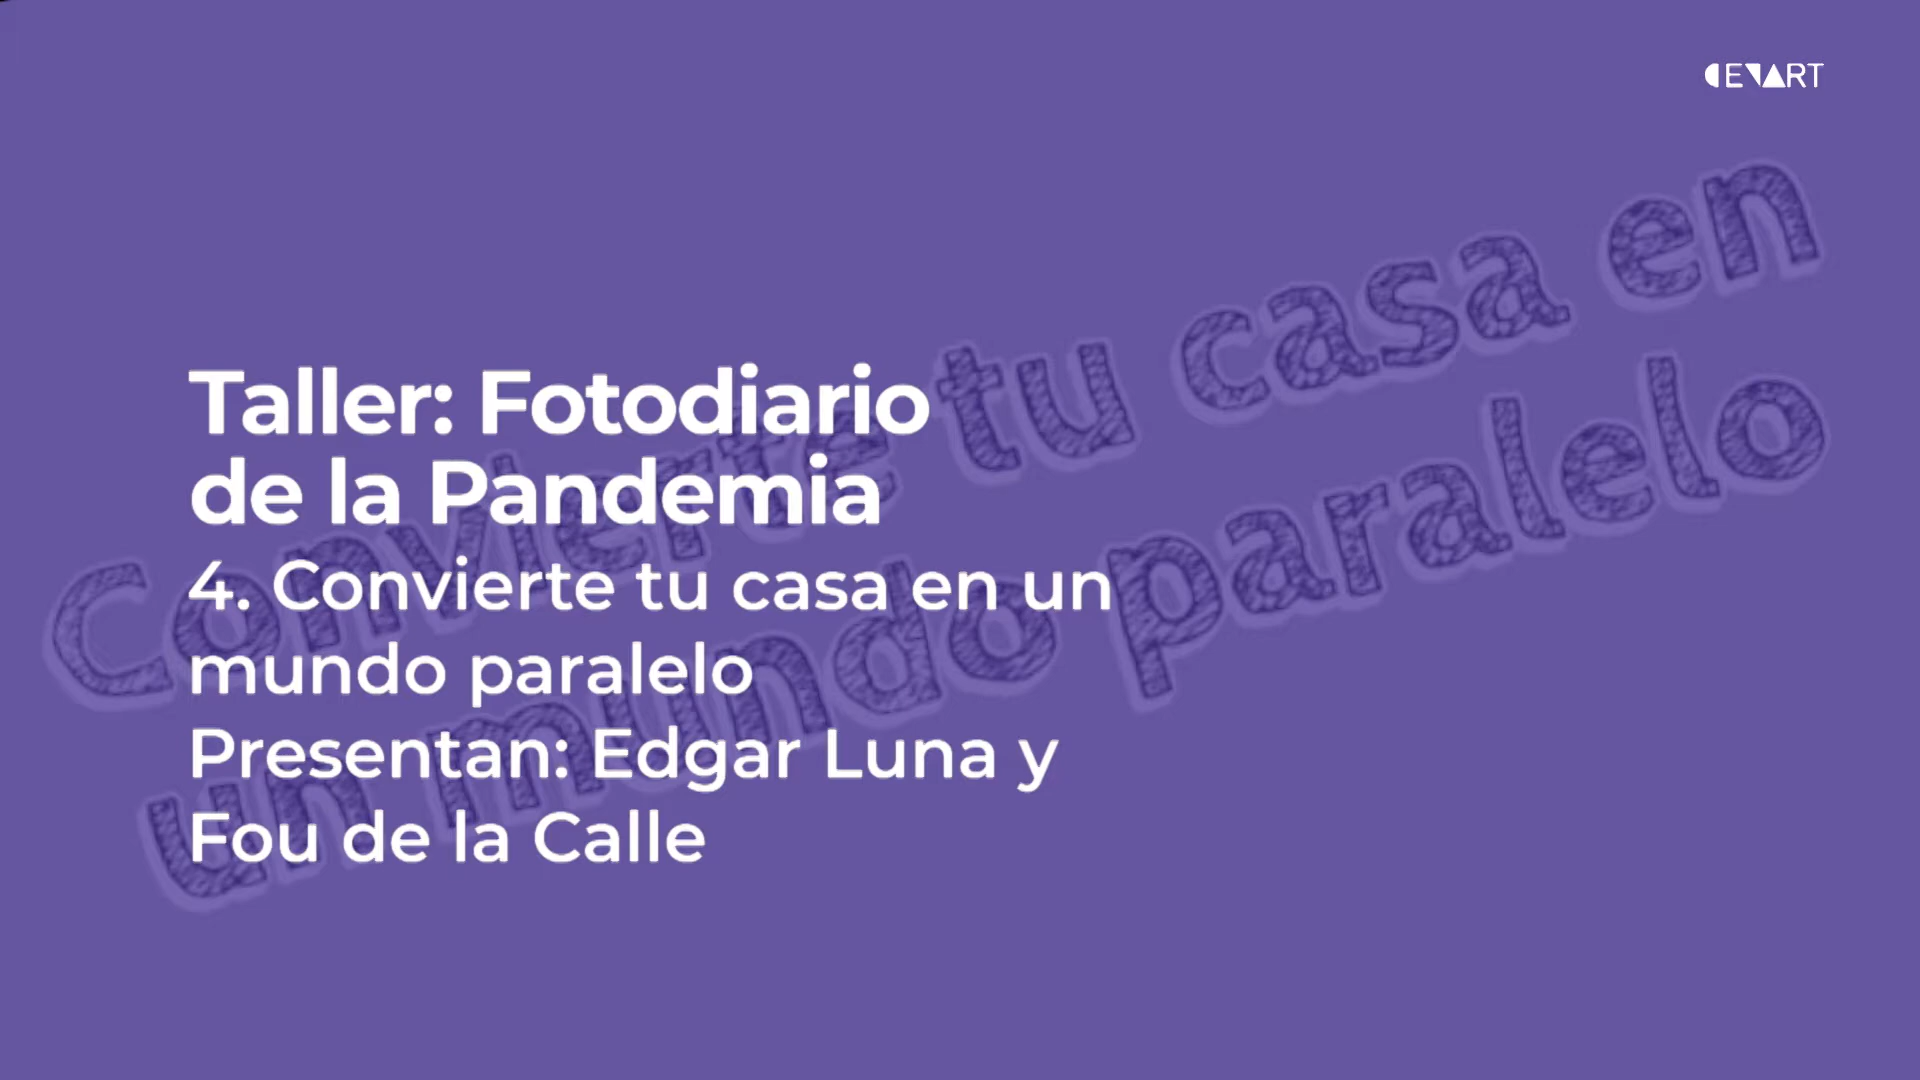 CENART
Taller: Fotodiario
de la Pandemia
4. Convierte tu casa en un
mundo paralelo
Presentan: Edgar Luna y
Fou de la Calle
Convierte tu casa en
un mundo paralelo